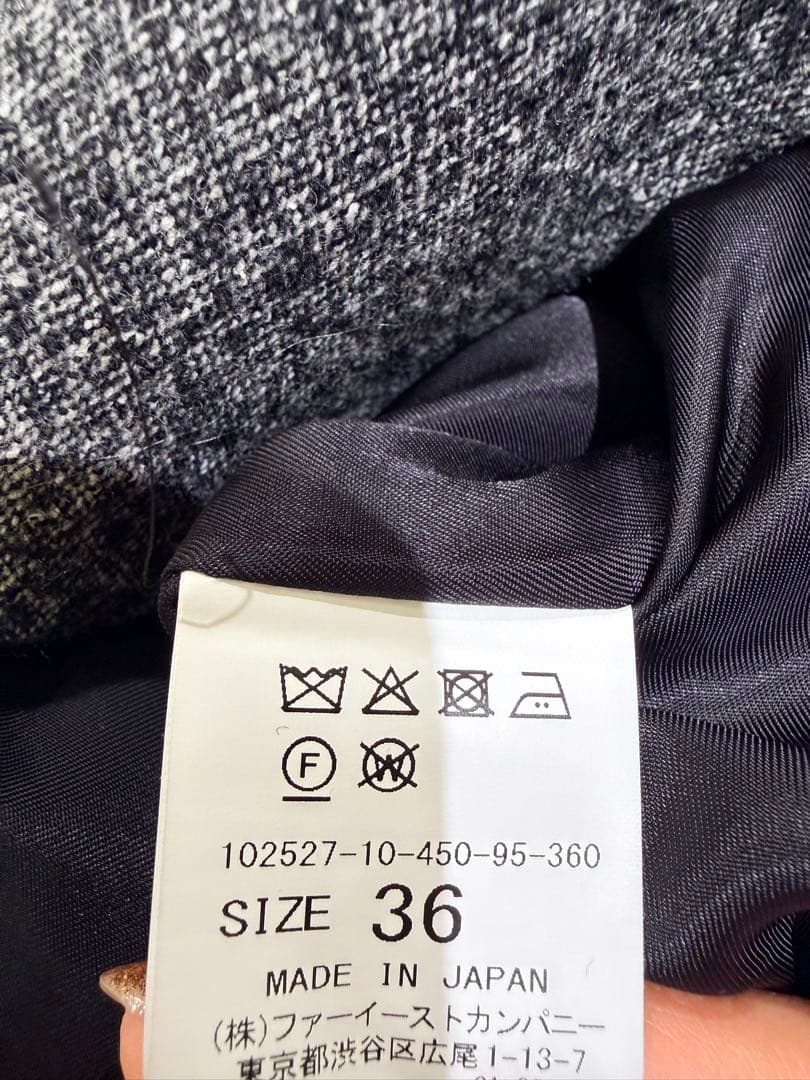 F W
102527-10-450-95-360
SIZE 36
MADE IN JAPAN
(株)ファーイーストカンパニー
東京都渋谷区広尾1-13-7